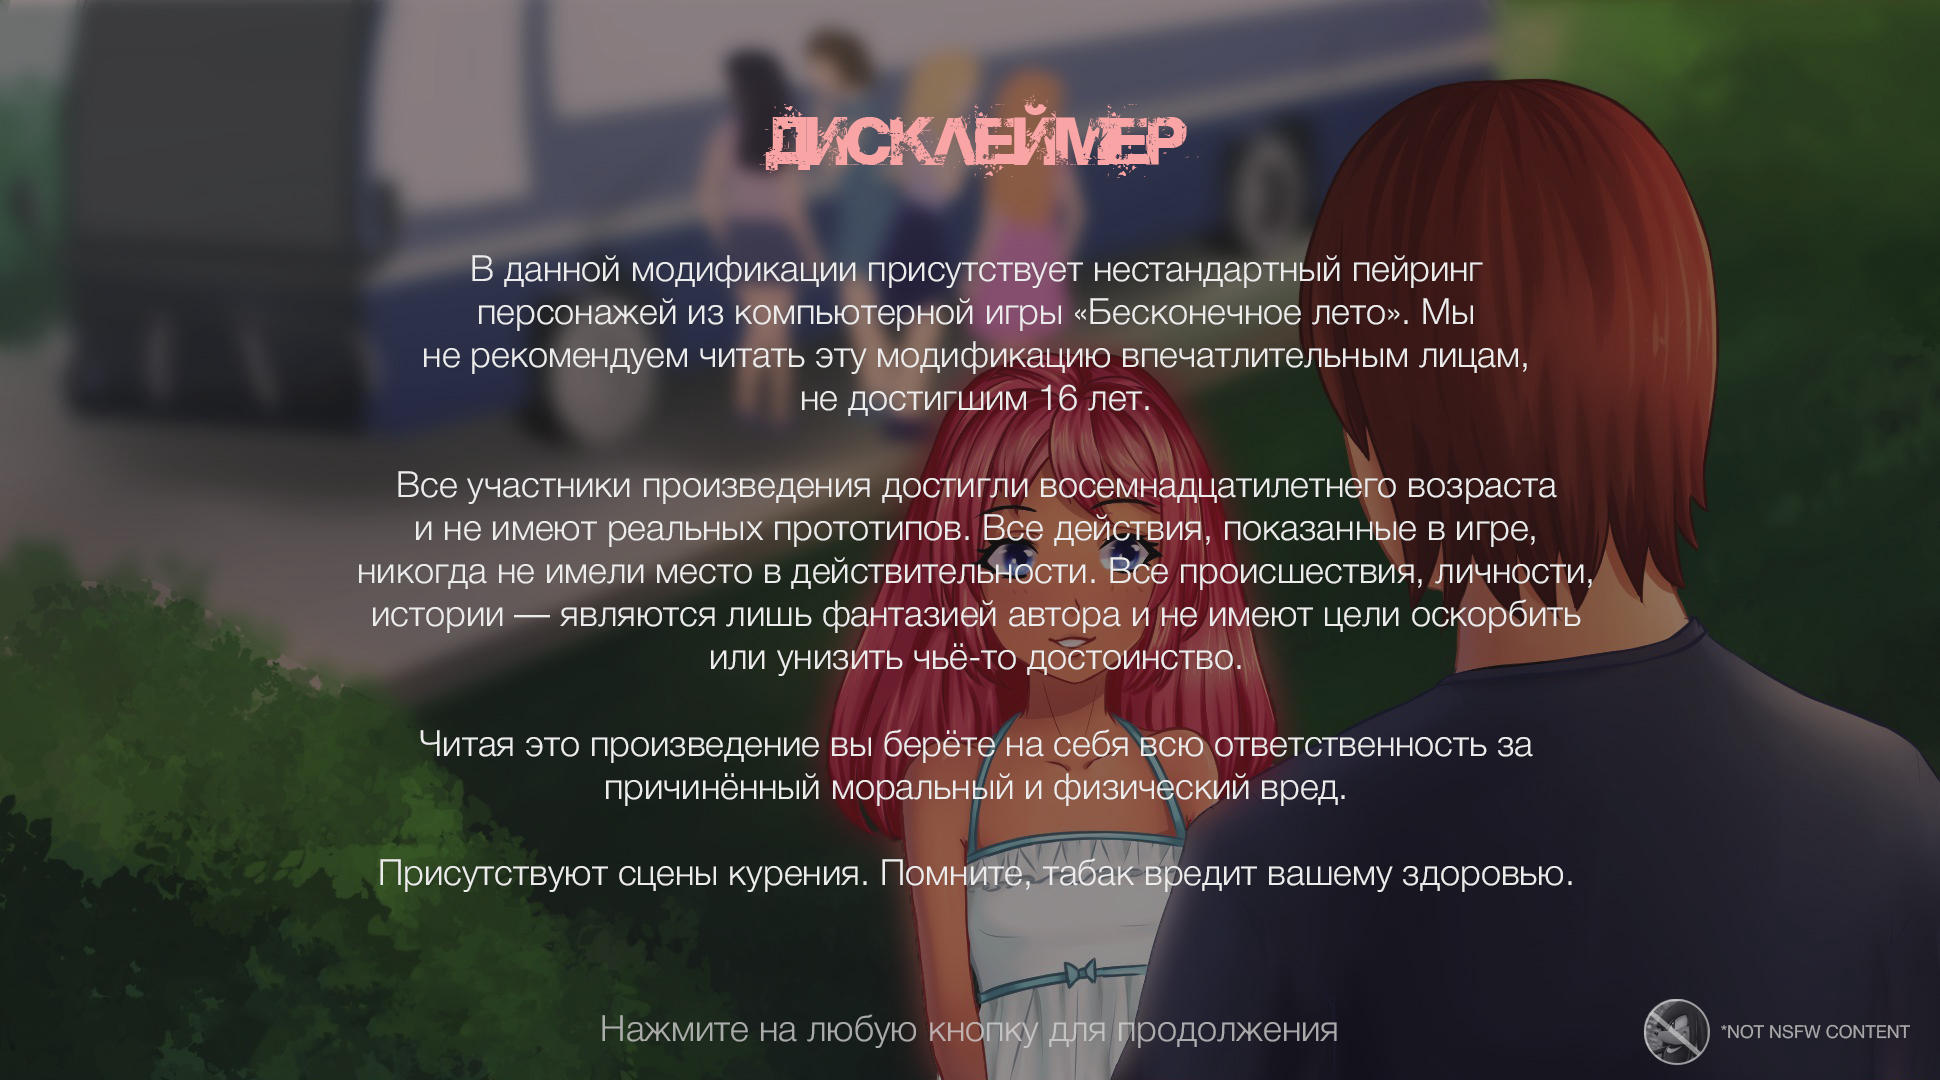 ДИСКЛЕЙМЕР
В данной модификации присутствует нестандартный пейринг
персонажей из компьютерной игры «Бесконечное лето». Мы
не рекомендуем читать эту модификацию впечатлительным лицам,
не достигшим 16 лет.
Все участники произведения достигли восемнадцатилетнего возраста
и не имеют реальных прототипов. Все действия, показанные в игре,
никогда не имели место в действительности. Все происшествия, личности,
истории — являются лишь фантазией автора и не имеют цели оскорбить
или унизить чьё-то достоинство.
Читая это произведение вы берёте на себя всю ответственность за
причинённый моральный и физический вред.
Присутствуют сцены курения. Помните, табак вредит вашему здоровью.
Нажмите на любую кнопку для продолжения
*NOT NSFW CONTENT